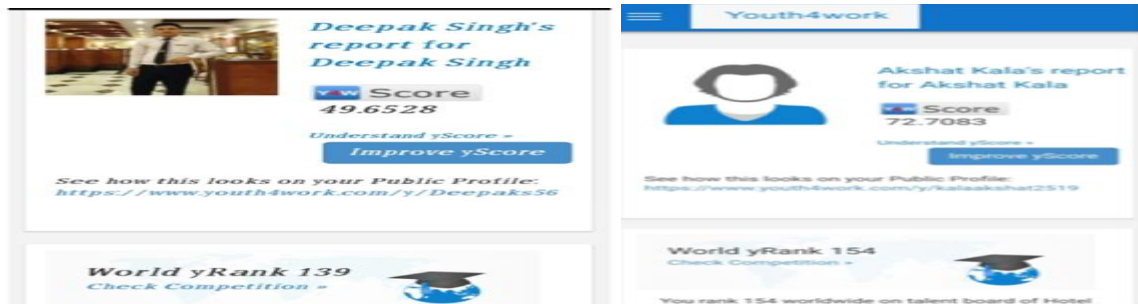 Deepak Singh's
report for
Deepak Singh
Y4W Score
49.6528
Understand yScore »
Improve yScore
See how this looks on your Public Profile:
https://www.youth4work.com/y/Deepaks56
World yRank 139
Check Competition »
Youth4work
Akshat Kala's report
for Akshat Kala
Y4W Score
72.7083
Understand yScore »
Improve yScore
See how this looks on your Public Profile:
https://www.youth4work.com/y/kalaakshat2519
World yRank 154
Check Competition »
You rank 154 worldwide on talent board of Hotel